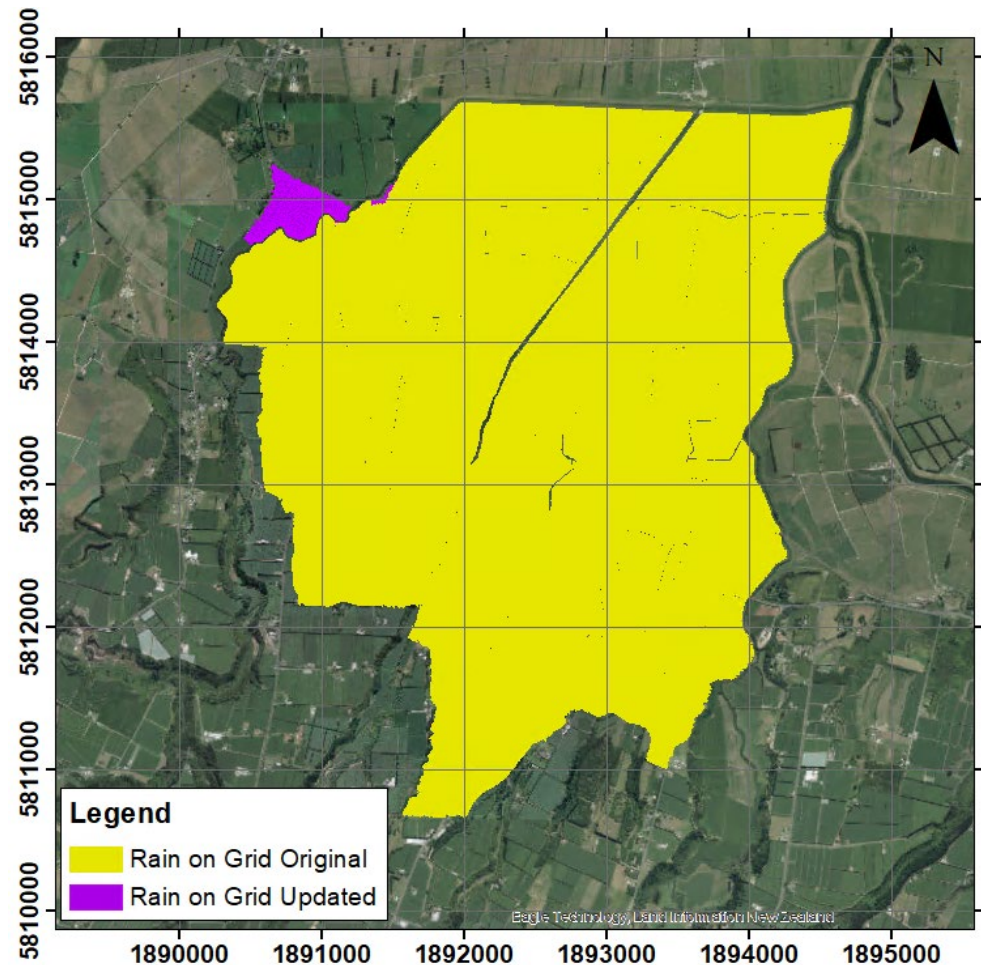 5816000
5815000
5814000
5813000
5812000
5811000
5810000
N
Legend
Rain on Grid Original
Rain on Grid Updated
Eagle Technology, Land Information New Zealand
1890000 1891000 1892000 1893000 1894000 1895000